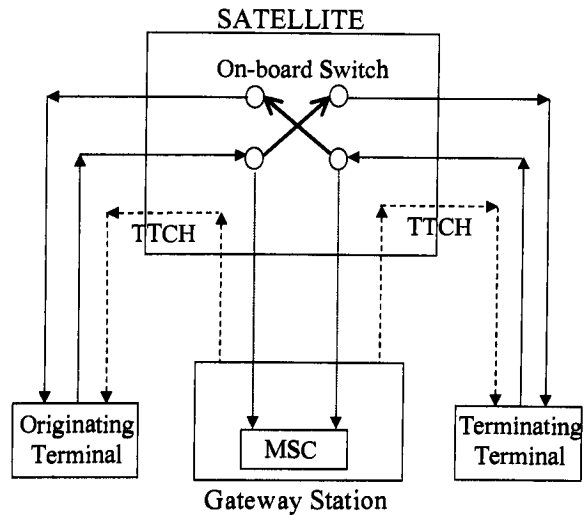 SATELLITE
On-board Switch
TTCH
TTCH
Originating
Terminal
MSC
Terminating
Terminal
Gateway Station